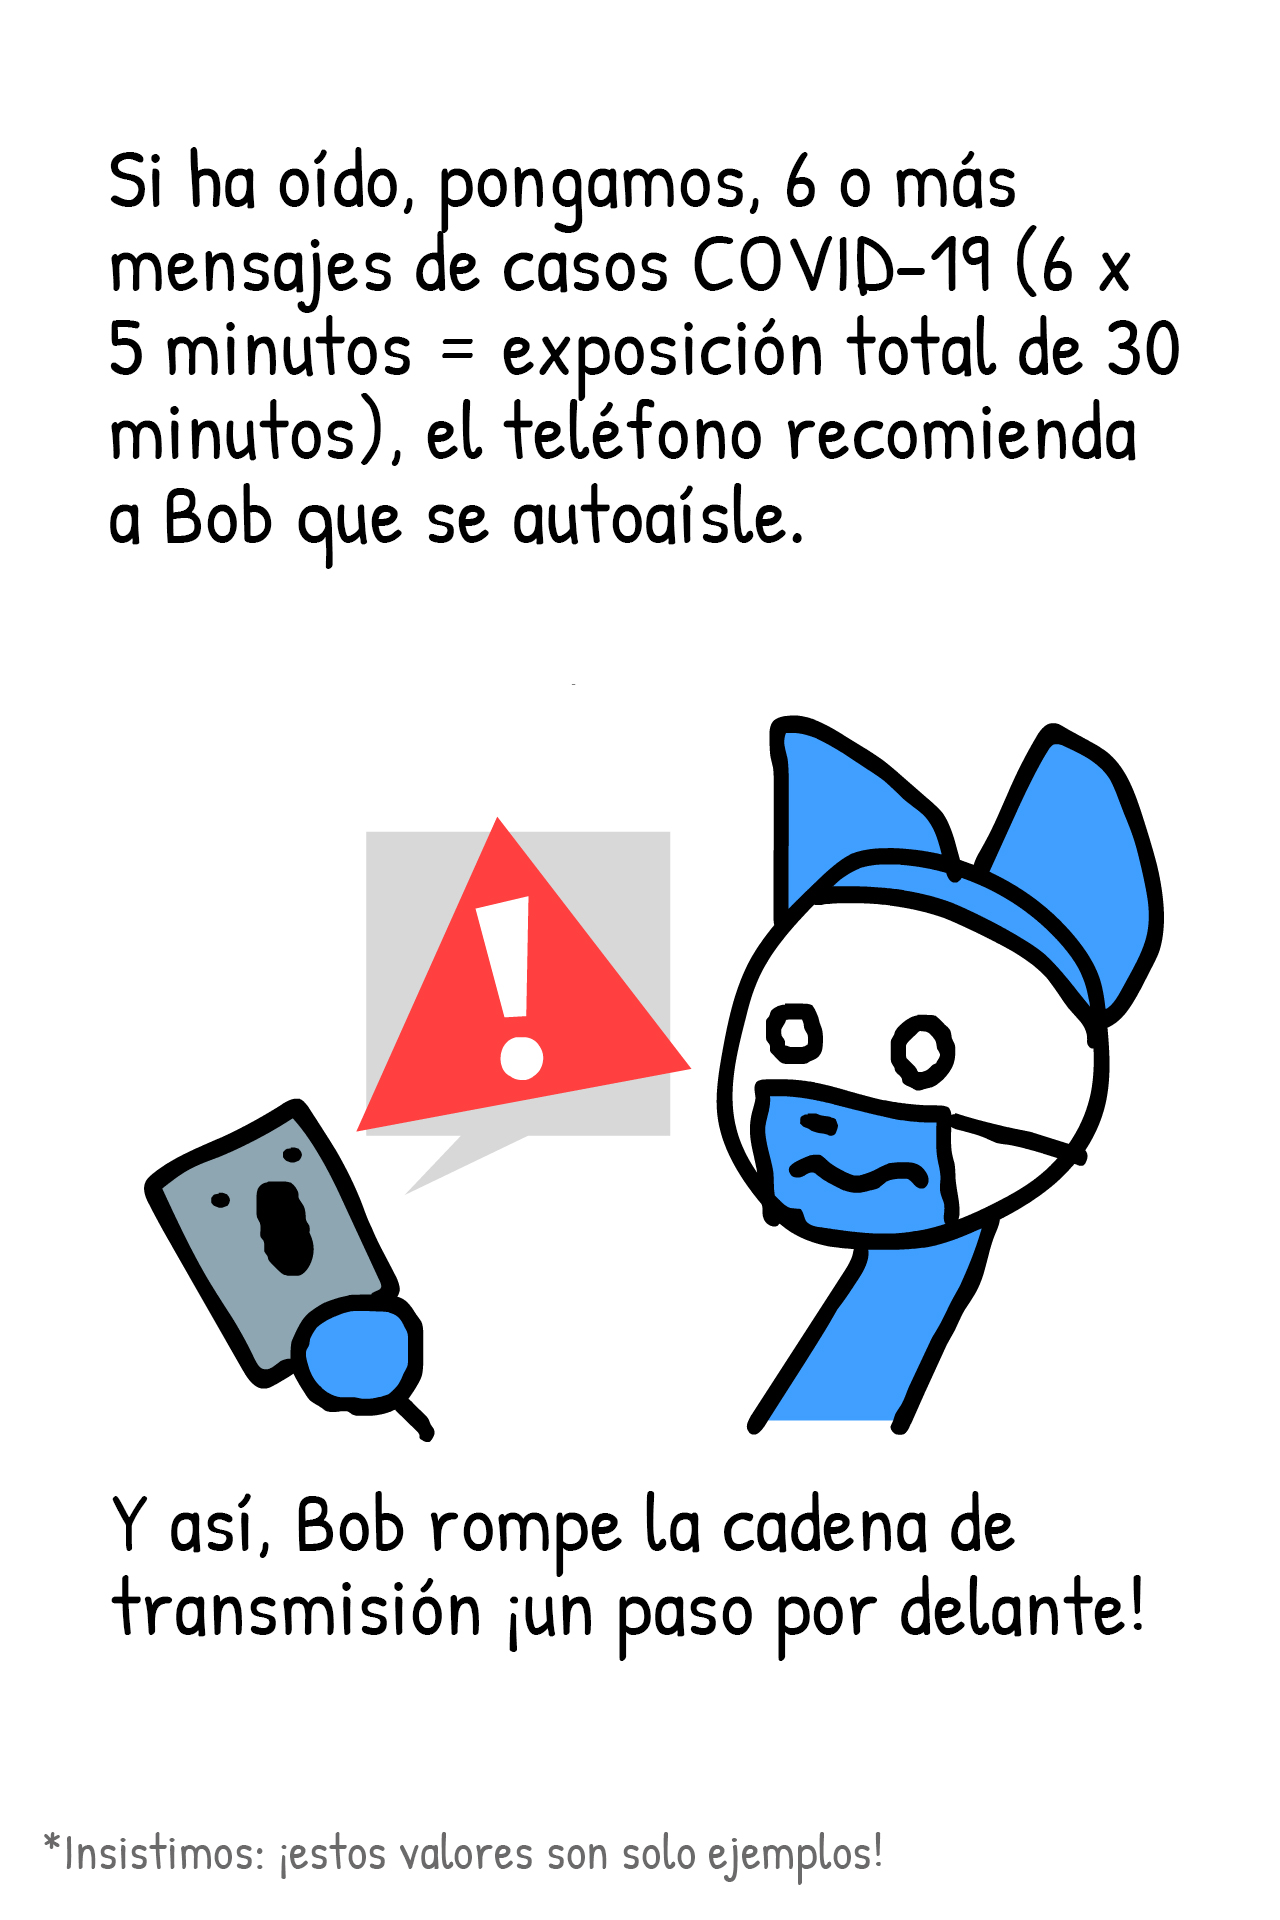 Si ha oído, pongamos, 6 o más
mensajes de casos COVID-19 (6 x
5 minutos = exposición total de 30
minutos), el teléfono recomienda
a Bob que se autoaísle.
!
Y así, Bob rompe la cadena de
transmisión ¡un paso por delante!
*Insistimos: ¡estos valores son solo ejemplos!